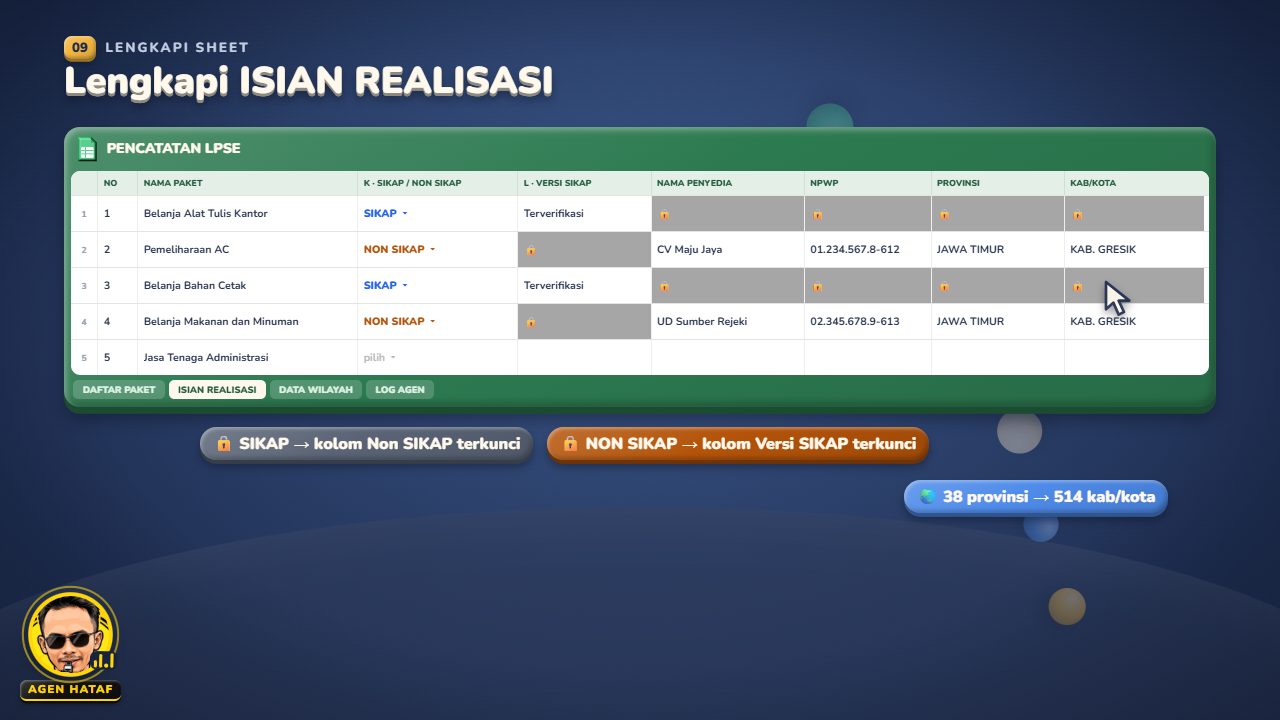 09 LENGKAPI SHEET
Lengkapi ISIAN REALISASI
PENCATATAN LPSE
NO NAMA PAKET K · SIKAP / NON SIKAP L · VERSI SIKAP NAMA PENYEDIA NPWP PROVINSI KAB/KOTA
1 1 Belanja Alat Tulis Kantor SIKAP Terverifikasi
2 2 Pemeliharaan AC NON SIKAP CV Maju Jaya 01.234.567.8-612 JAWA TIMUR KAB. GRESIK
3 3 Belanja Bahan Cetak SIKAP Terverifikasi
4 4 Belanja Makanan dan Minuman NON SIKAP UD Sumber Rejeki 02.345.678.9-613 JAWA TIMUR KAB. GRESIK
5 5 Jasa Tenaga Administrasi pilih
DAFTAR PAKET ISIAN REALISASI DATA WILAYAH LOG AGEN
SIKAP → kolom Non SIKAP terkunci NON SIKAP → kolom Versi SIKAP terkunci
38 provinsi → 514 kab/kota
AGEN HATAF